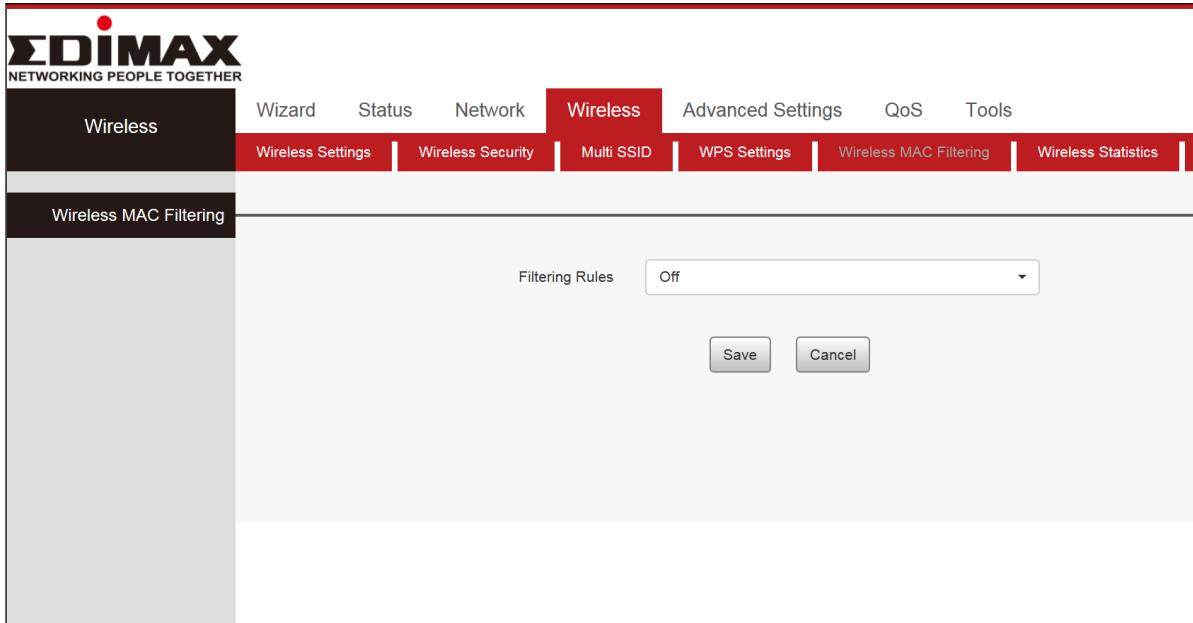 ΣDIMAX
NETWORKING PEOPLE TOGETHER
Wireless
Wizard Status Network Wireless Advanced Settings QoS Tools
Wireless Settings Wireless Security Multi SSID WPS Settings Wireless MAC Filtering Wireless Statistics
Wireless MAC Filtering
Filtering Rules Off
Save Cancel